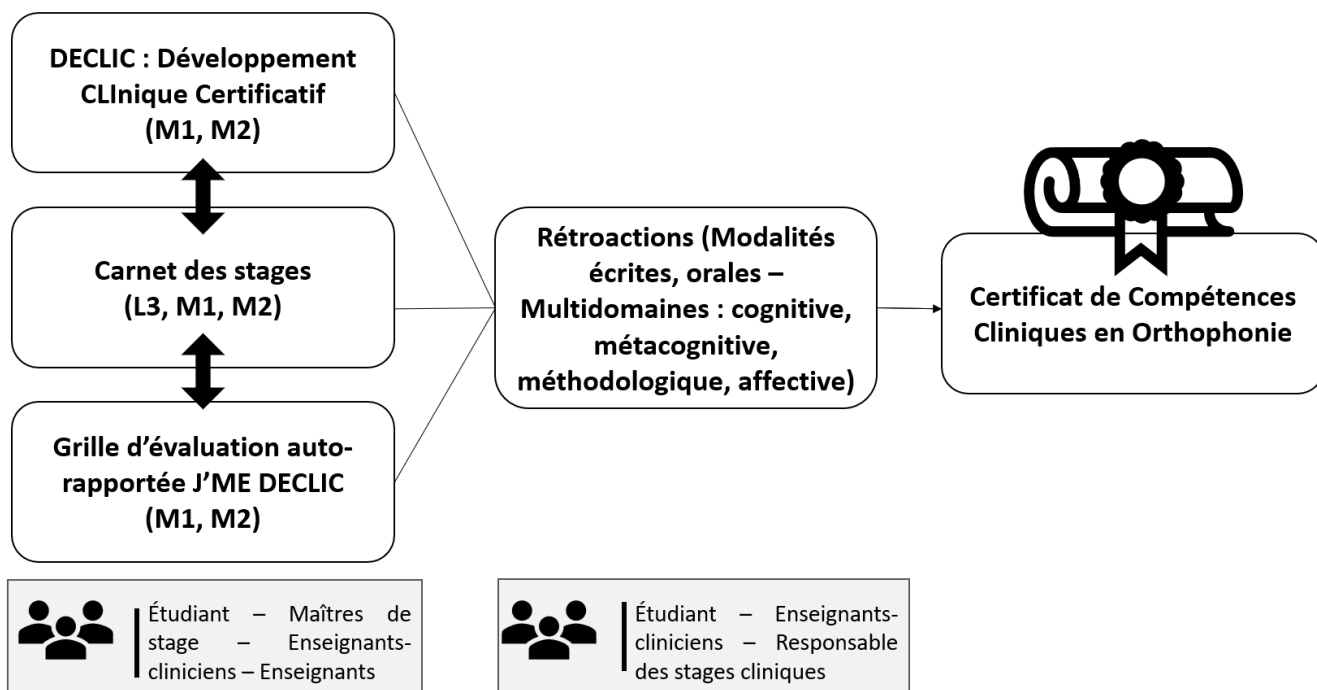 DECLIC : Développement
CLInique Certificatif
(M1, M2)
Carnet des stages
(L3, M1, M2)
Grille d’évaluation auto-
rapportée J’ME DECLIC
(M1, M2)
Étudiant – Maîtres de
stage – Enseignants-
cliniciens – Enseignants
Rétroactions (Modalités
écrites, orales –
Multidomaines : cognitive,
métacognitive,
méthodologique, affective)
Étudiant – Enseignants-
cliniciens – Responsable
des stages cliniques
Certificat de Compétences
Cliniques en Orthophonie